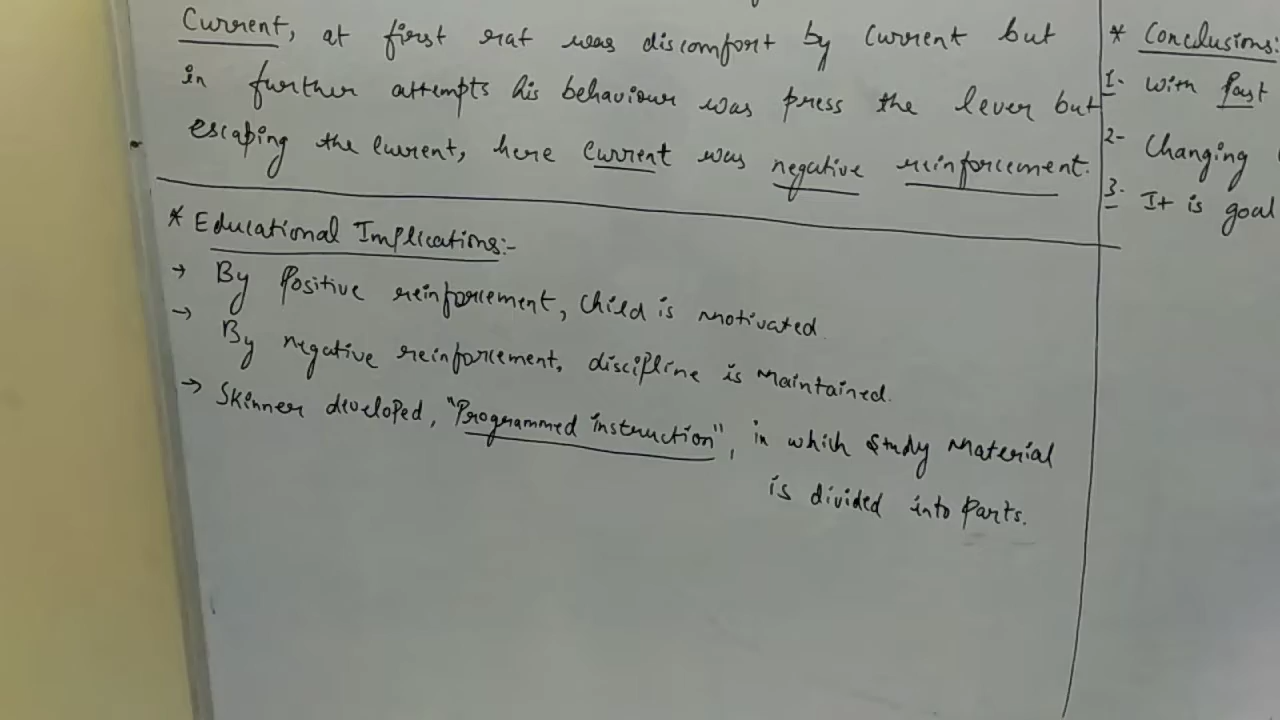 Current, at first rat was discomfort by current but
in further attempts his behaviour was press the lever but
escaping the current, here current was negative reinforcement.
* Educational Implications:-
→ By Positive reinforcement, child is motivated.
→ By negative reinforcement, discipline is maintained.
→ Skinner developed, "Programmed instruction", in which study Material
is divided into parts.
* Conclusions:
1- with Past
2- Changing
3- It is goal